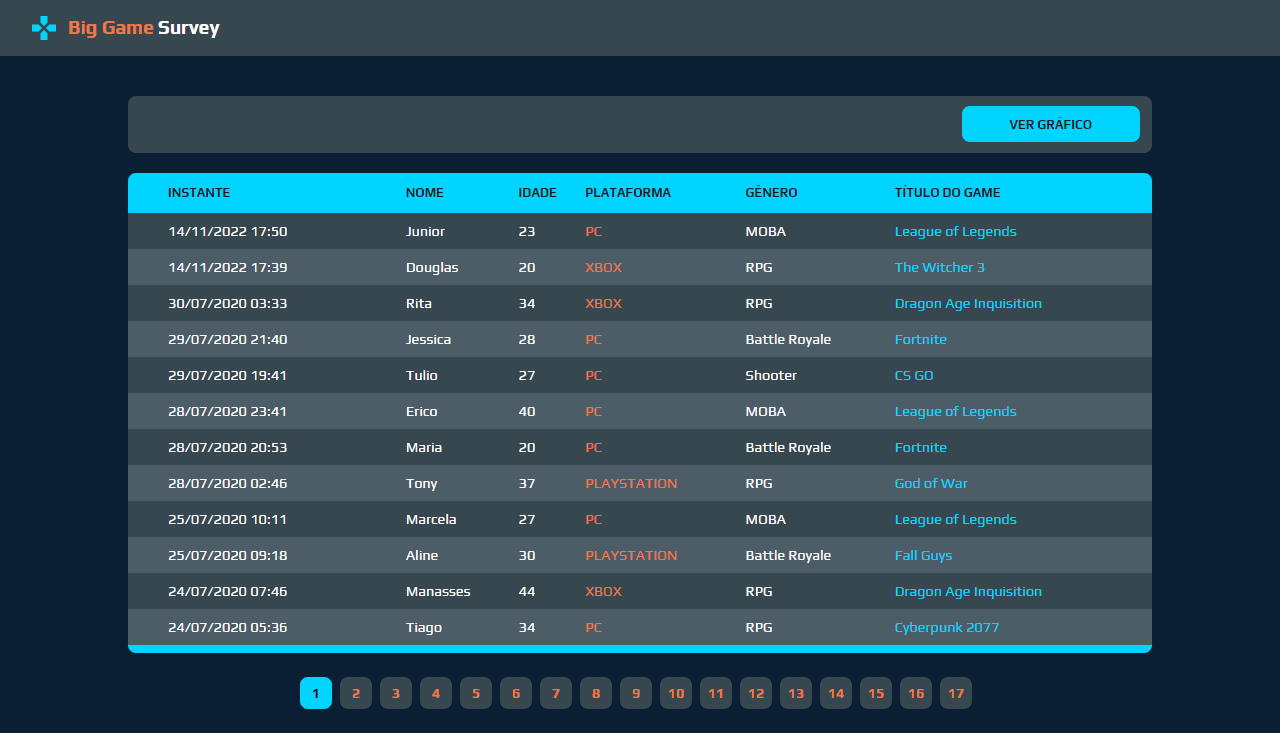 Big Game Survey
VER GRÁFICO
INSTANTE NOME IDADE PLATAFORMA GÊNERO TÍTULO DO GAME
14/11/2022 17:50 Junior 23 PC MOBA League of Legends
14/11/2022 17:39 Douglas 20 XBOX RPG The Witcher 3
30/07/2020 03:33 Rita 34 XBOX RPG Dragon Age Inquisition
29/07/2020 21:40 Jessica 28 PC Battle Royale Fortnite
29/07/2020 19:41 Tulio 27 PC Shooter CS GO
28/07/2020 23:41 Erico 40 PC MOBA League of Legends
28/07/2020 20:53 Maria 20 PC Battle Royale Fortnite
28/07/2020 02:46 Tony 37 PLAYSTATION RPG God of War
25/07/2020 10:11 Marcela 27 PC MOBA League of Legends
25/07/2020 09:18 Aline 30 PLAYSTATION Battle Royale Fall Guys
24/07/2020 07:46 Manasses 44 XBOX RPG Dragon Age Inquisition
24/07/2020 05:36 Tiago 34 PC RPG Cyberpunk 2077
1 2 3 4 5 6 7 8 9 10 11 12 13 14 15 16 17